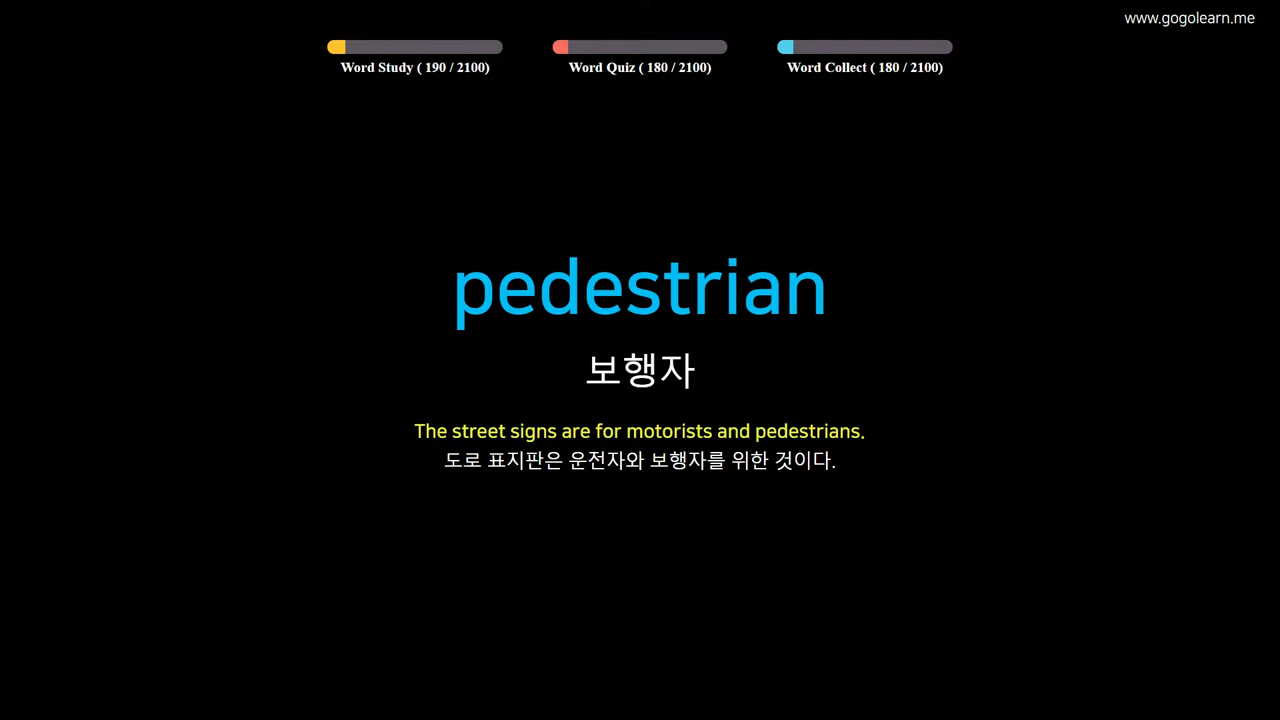 www.gogolearn.me
Word Study ( 190 / 2100)
Word Quiz ( 180 / 2100)
Word Collect ( 180 / 2100)
pedestrian
보행자
The street signs are for motorists and pedestrians.
도로 표지판은 운전자와 보행자를 위한 것이다.